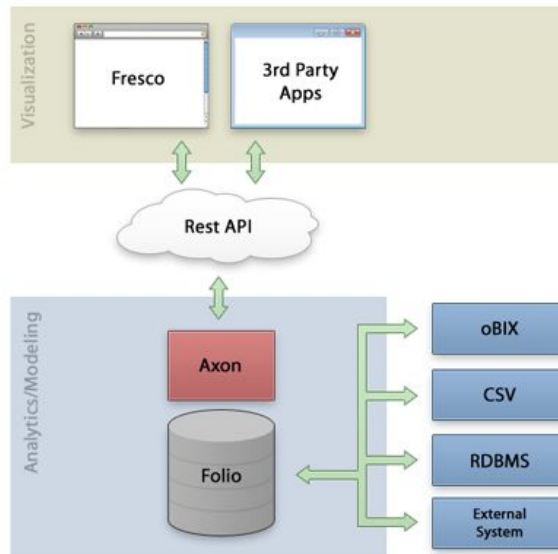 Visualization
Fresco
3rd Party
Apps
Rest API
Analytics/Modeling
Axon
Folio
oBIX
CSV
RDBMS
External
System